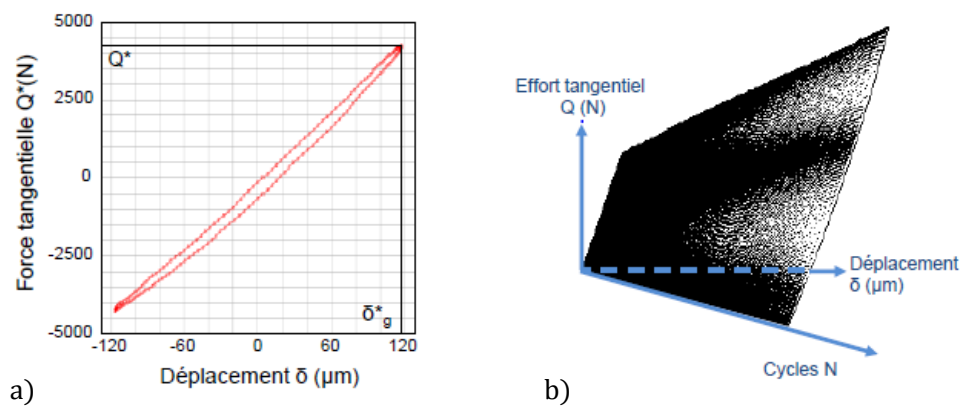 5000
2500
0
-2500
-5000
Force tangentielle Q*(N)
Q*
δ*g
-120
-60
0
60
120
Déplacement δ (µm)
a)
Effort tangentiel
Q (N)
Déplacement
δ (µm)
Cycles N
b)